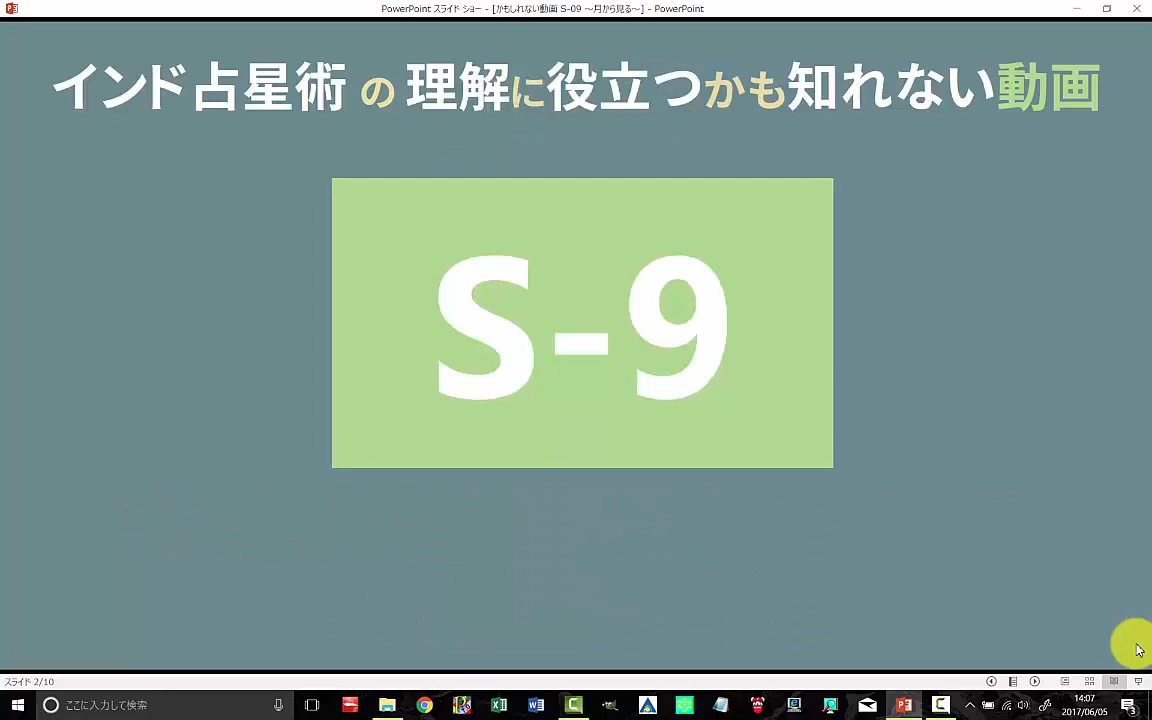 PowerPoint スライド ショー - [かもしれない動画 S-09 ～月から見る～] - PowerPoint
インド占星術 の 理解に役立つかも知れない動画
S-9
スライド 2/10
ここに入力して検索
14:07
2017/06/05
3